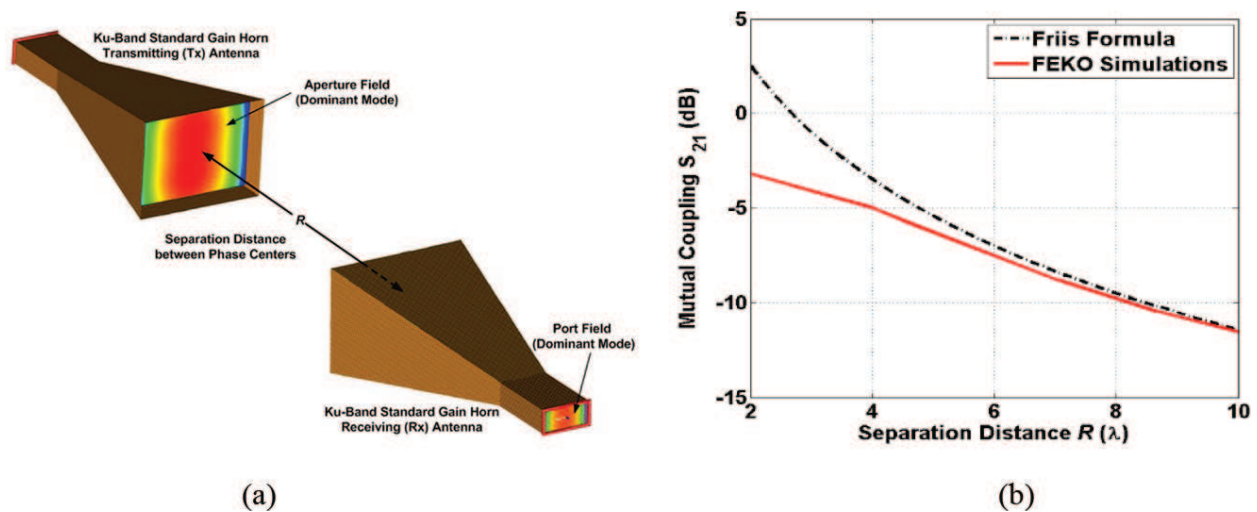 Ku-Band Standard Gain Horn
Transmitting (Tx) Antenna
Aperture Field
(Dominant Mode)
R
Separation Distance
between Phase Centers
Port Field
(Dominant Mode)
Ku-Band Standard Gain Horn
Receiving (Rx) Antenna
(a)
5
0
-5
-10
-15
Mutual Coupling S21 (dB)
Friis Formula
FEKO Simulations
2 4 6 8 10
Separation Distance R (λ)
(b)